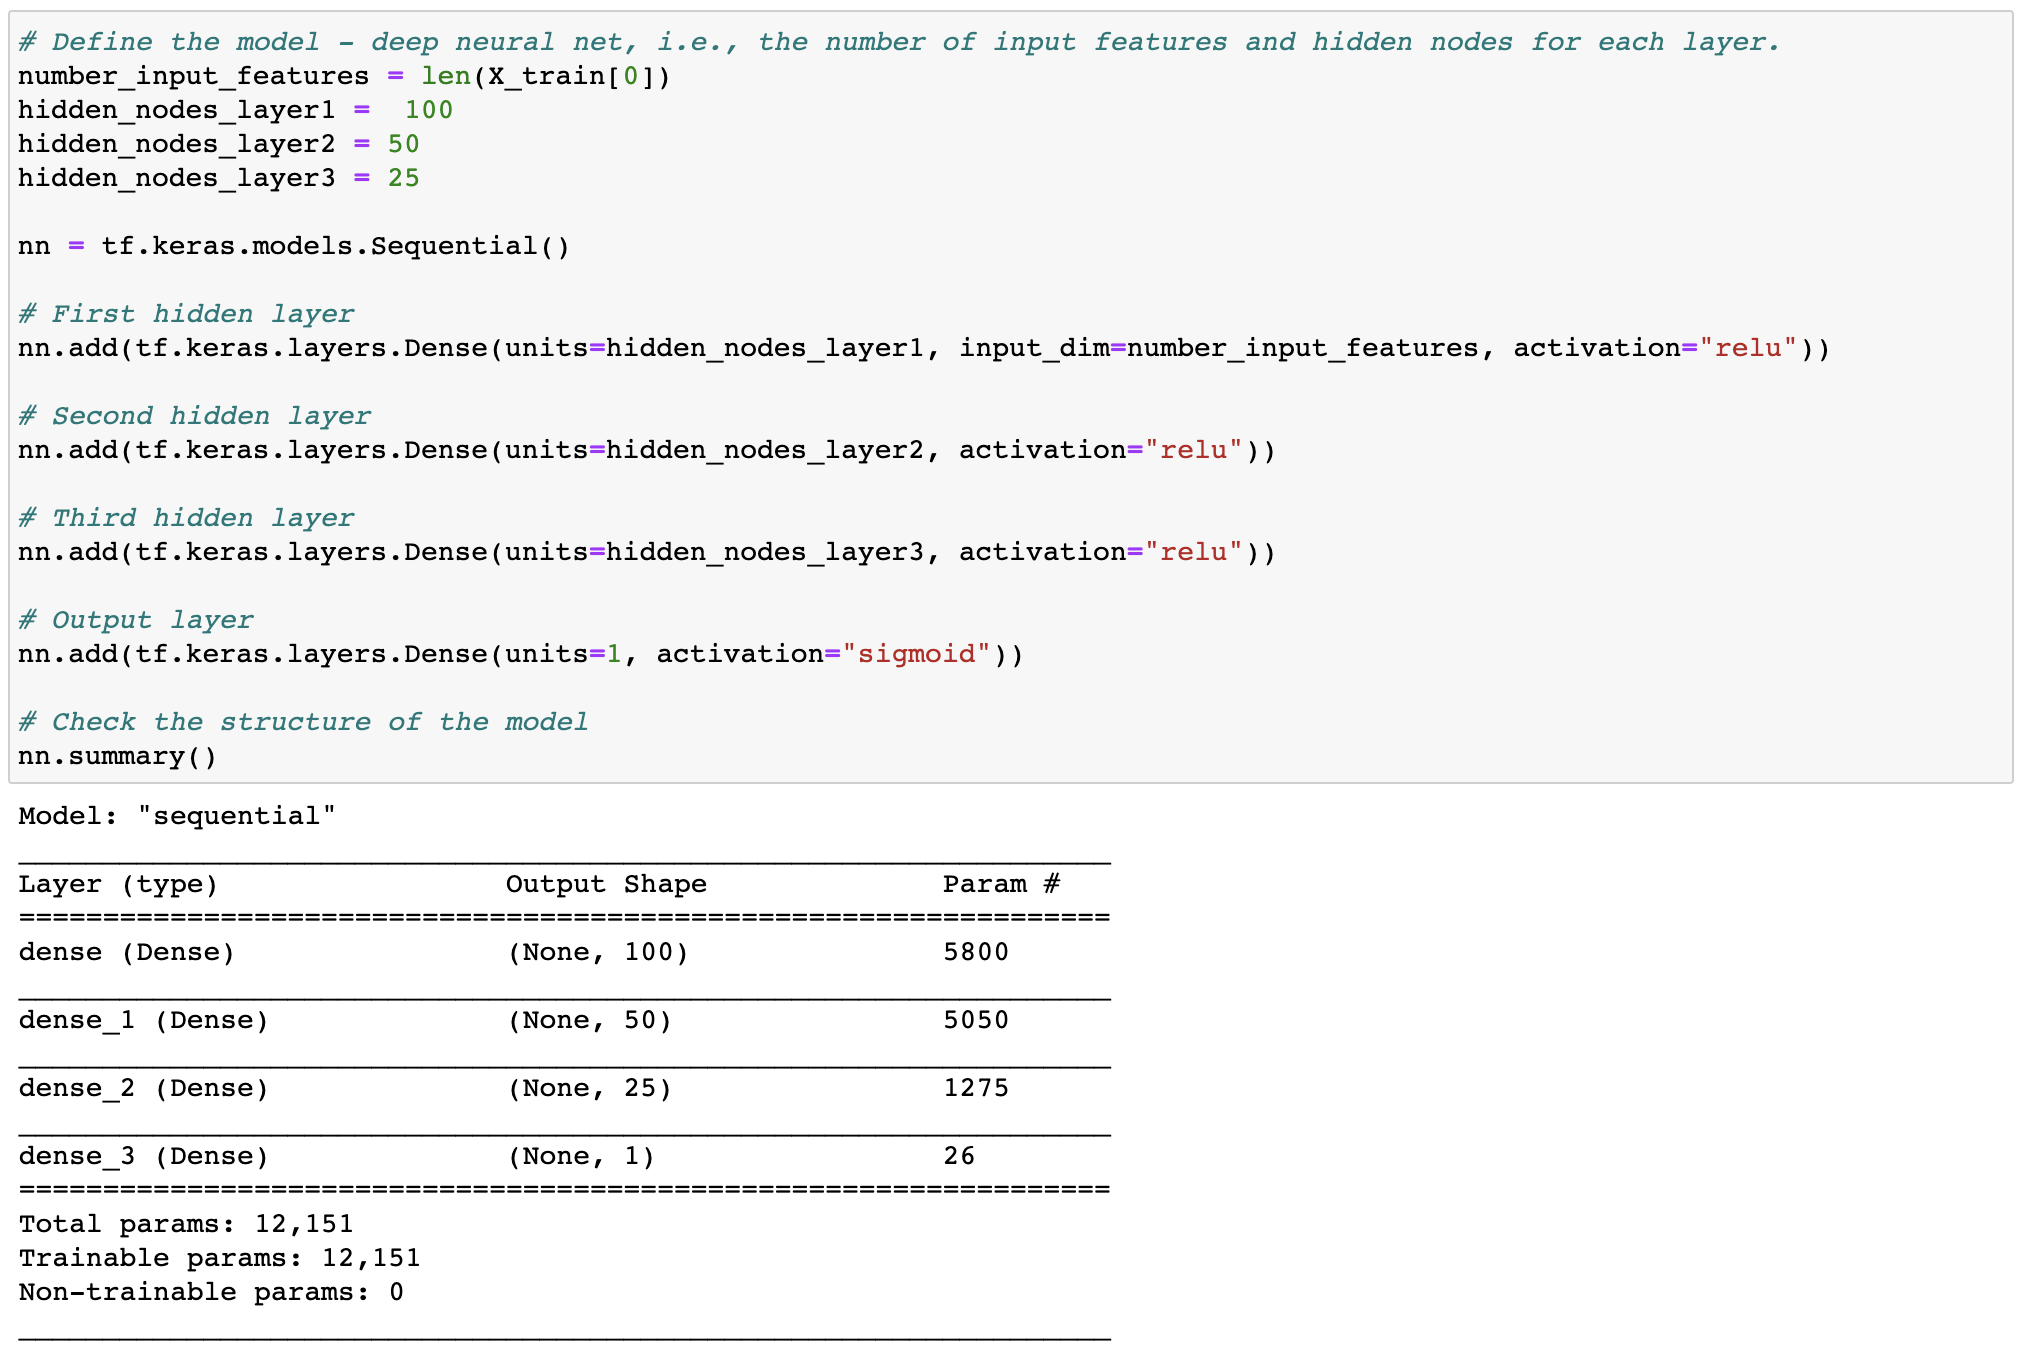 # Define the model - deep neural net, i.e., the number of input features and hidden nodes for each layer.
number_input_features = len(X_train[0])
hidden_nodes_layer1 =  100
hidden_nodes_layer2 = 50
hidden_nodes_layer3 = 25

nn = tf.keras.models.Sequential()

# First hidden layer
nn.add(tf.keras.layers.Dense(units=hidden_nodes_layer1, input_dim=number_input_features, activation="relu"))

# Second hidden layer
nn.add(tf.keras.layers.Dense(units=hidden_nodes_layer2, activation="relu"))

# Third hidden layer
nn.add(tf.keras.layers.Dense(units=hidden_nodes_layer3, activation="relu"))

# Output layer
nn.add(tf.keras.layers.Dense(units=1, activation="sigmoid"))

# Check the structure of the model
nn.summary()
Model: "sequential"
_________________________________________________________________
Layer (type)                 Output Shape              Param #
=================================================================
dense (Dense)                (None, 100)               5800
_________________________________________________________________
dense_1 (Dense)              (None, 50)                5050
_________________________________________________________________
dense_2 (Dense)              (None, 25)                1275
_________________________________________________________________
dense_3 (Dense)              (None, 1)                 26
=================================================================
Total params: 12,151
Trainable params: 12,151
Non-trainable params: 0
_________________________________________________________________